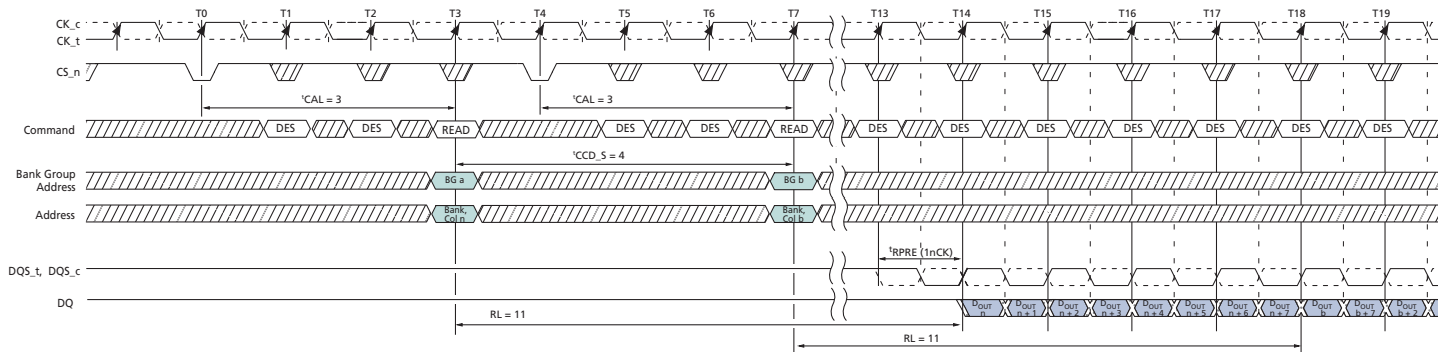 CK_c
CK_t
T0 T1 T2 T3 T4 T5 T6 T7 T13 T14 T15 T16 T17 T18 T19
CS_n
tCAL = 3 tCAL = 3
Command DES DES READ DES DES READ DES DES DES DES DES DES DES
tCCD_S = 4
Bank Group
Address
BG a BG b
Address
Bank,
Col n
Bank,
Col b
tRPRE (1nCK)
DQS_t, DQS_c
DQ
DOUT
n
DOUT
n + 1
DOUT
n + 2
DOUT
n + 3
DOUT
n + 4
DOUT
n + 5
DOUT
n + 6
DOUT
n + 7
DOUT
b
DOUT
b + 7
DOUT
b + 2
RL = 11
RL = 11